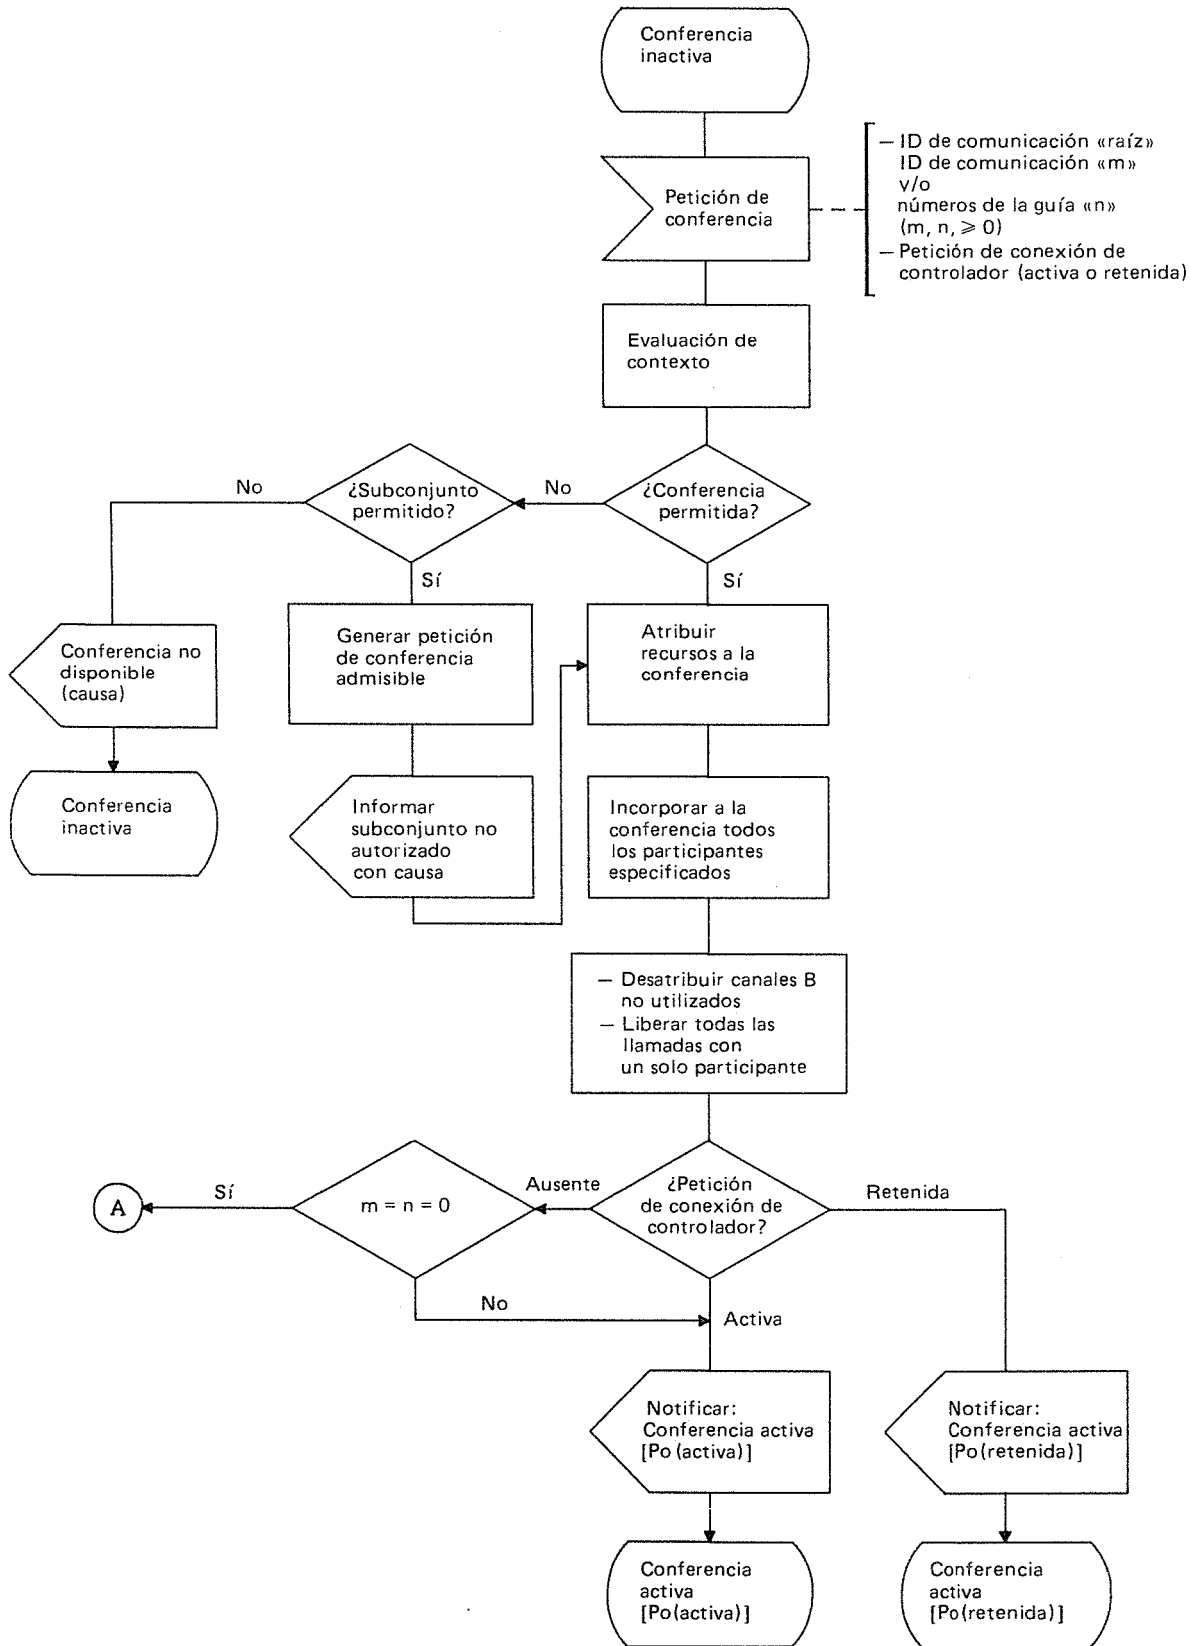 Conferencia
inactiva
— ID de comunicación «raíz»
ID de comunicación «m»
v/o
números de la guía «n»
(m, n, ⩾ 0)
— Petición de conexión de
controlador (activa o retenida)
Petición de
conferencia
Evaluación de
contexto
¿Conferencia
permitida?
No
¿Subconjunto
permitido?
No
Sí
Sí
Conferencia no
disponible
(causa)
Generar petición
de conferencia
admisible
Atribuir
recursos a la
conferencia
Conferencia
inactiva
Informar
subconjunto no
autorizado
con causa
Incorporar a la
conferencia todos
los participantes
especificados
— Desatribuir canales B
no utilizados
— Liberar todas las
llamadas con
un solo participante
¿Petición
de conexión de
controlador?
Ausente
Retenida
m = n = 0
Sí
A
No
Activa
Notificar:
Conferencia activa
[Po (activa)]
Notificar:
Conferencia activa
[Po(retenida)]
Conferencia
activa
[Po(activa)]
Conferencia
activa
[Po(retenida)]